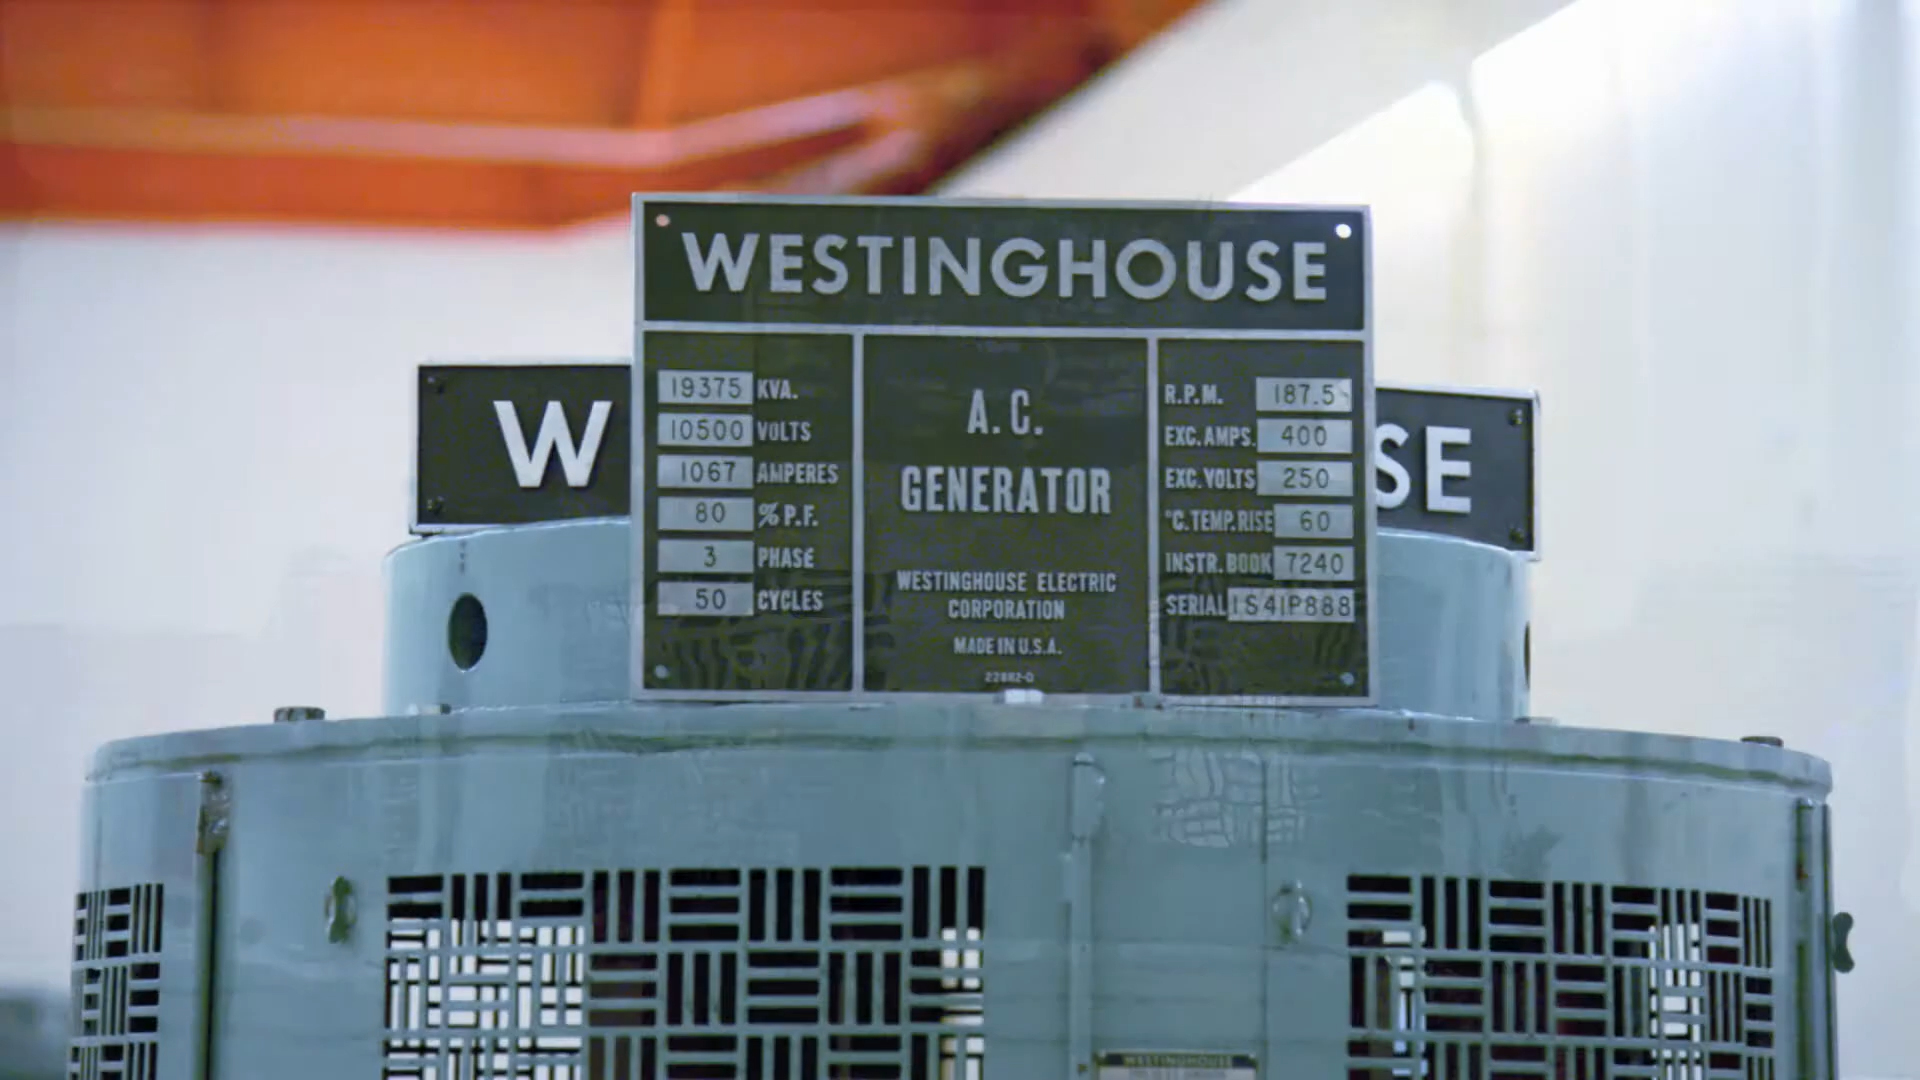 WESTINGHOUSE
W
SE
19375 KVA.
10500 VOLTS
1067 AMPERES
80 % P.F.
3 PHASE
50 CYCLES
A.C.
GENERATOR
WESTINGHOUSE ELECTRIC
CORPORATION
MADE IN U.S.A.
R.P.M. 187.5
EXC. AMPS. 400
EXC. VOLTS 250
°C. TEMP. RISE 60
INSTR. BOOK 7240
SERIAL 1S41P888
WESTINGHOUSE